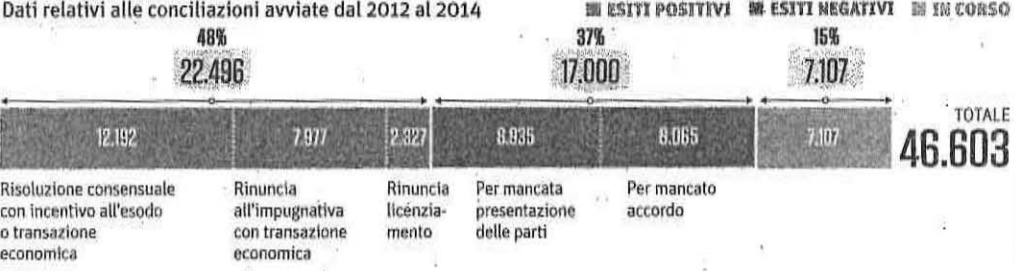 Dati relativi alle conciliazioni avviate dal 2012 al 2014
ESITI POSITIVI ESITI NEGATIVI IN CORSO
48% 37% 15%
22.496 17.000 7.107
12.192 7.977 2.327 8.935 8.065 7.107
TOTALE
46.603
Risoluzione consensuale
con incentivo all'esodo
o transazione
economica
Rinuncia
all'impugnativa
con transazione
economica
Rinuncia
licenzia-
mento
Per mancata
presentazione
delle parti
Per mancato
accordo